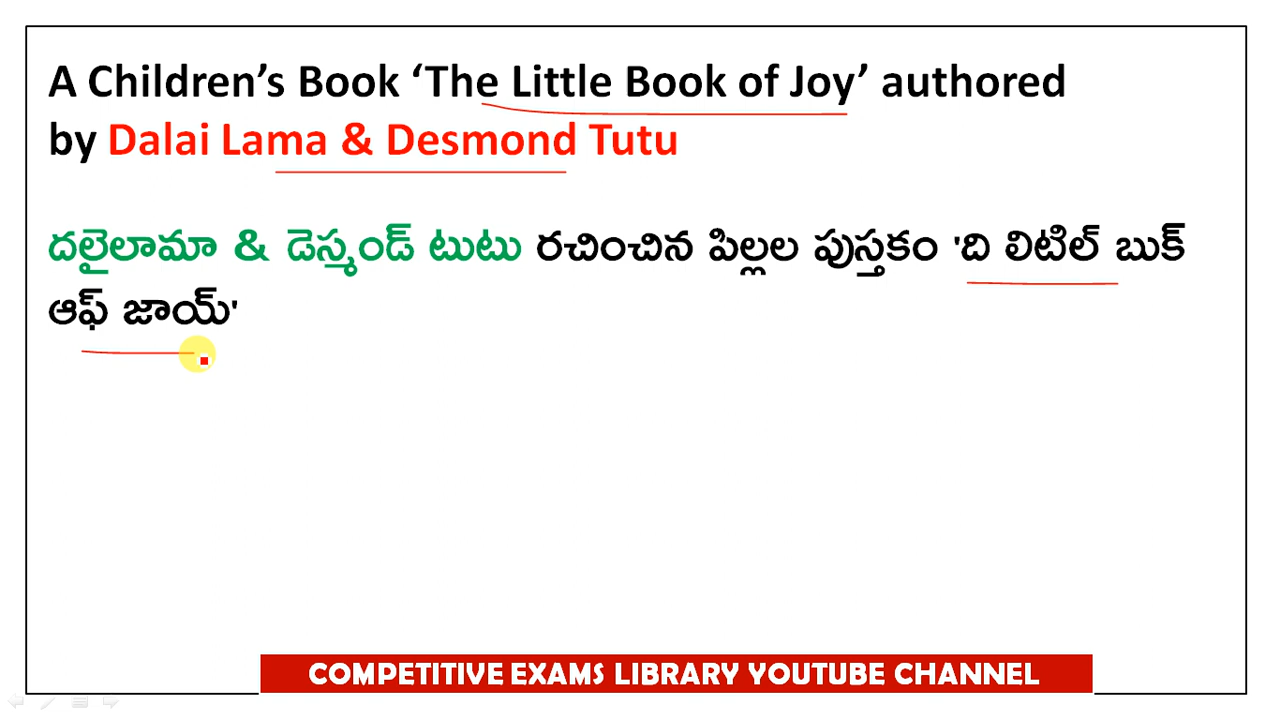 A Children’s Book ‘The Little Book of Joy’ authored
by Dalai Lama & Desmond Tutu
దలైలామా & డెస్మండ్ టుటు రచించిన పిల్లల పుస్తకం 'ది లిటిల్ బుక్
ఆఫ్ జాయ్'
COMPETITIVE EXAMS LIBRARY YOUTUBE CHANNEL